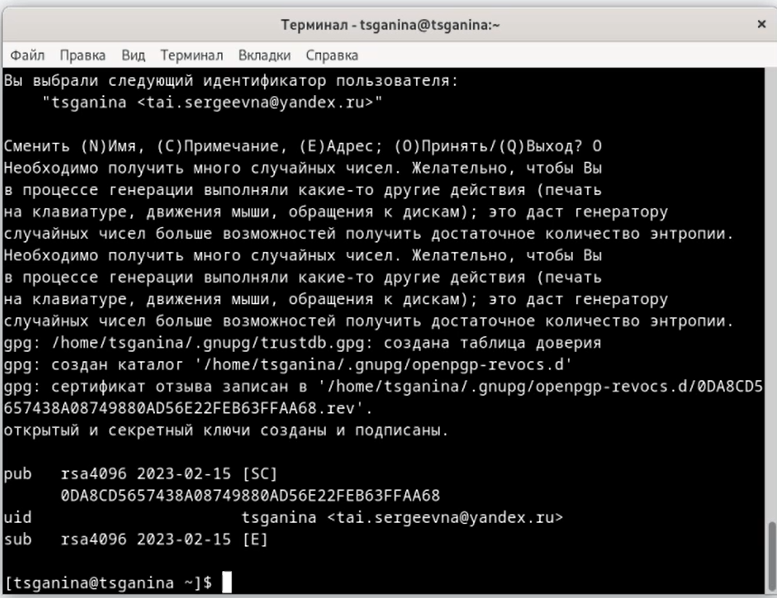 Терминал - tsganina@tsganina:~
Файл Правка Вид Терминал Вкладки Справка
Вы выбрали следующий идентификатор пользователя:
"tsganina <tai.sergeevna@yandex.ru>"
Сменить (N)Имя, (C)Примечание, (E)Адрес; (O)Принять/(Q)Выход? O
Необходимо получить много случайных чисел. Желательно, чтобы Вы
в процессе генерации выполняли какие-то другие действия (печать
на клавиатуре, движения мыши, обращения к дискам); это даст генератору
случайных чисел больше возможностей получить достаточное количество энтропии.
Необходимо получить много случайных чисел. Желательно, чтобы Вы
в процессе генерации выполняли какие-то другие действия (печать
на клавиатуре, движения мыши, обращения к дискам); это даст генератору
случайных чисел больше возможностей получить достаточное количество энтропии.
gpg: /home/tsganina/.gnupg/trustdb.gpg: создана таблица доверия
gpg: создан каталог '/home/tsganina/.gnupg/openpgp-revocs.d'
gpg: сертификат отзыва записан в '/home/tsganina/.gnupg/openpgp-revocs.d/0DA8CD5
657438A08749880AD56E22FEB63FFAA68.rev'.
открытый и секретный ключи созданы и подписаны.
pub rsa4096 2023-02-15 [SC]
0DA8CD5657438A08749880AD56E22FEB63FFAA68
uid tsganina <tai.sergeevna@yandex.ru>
sub rsa4096 2023-02-15 [E]
[tsganina@tsganina ~]$